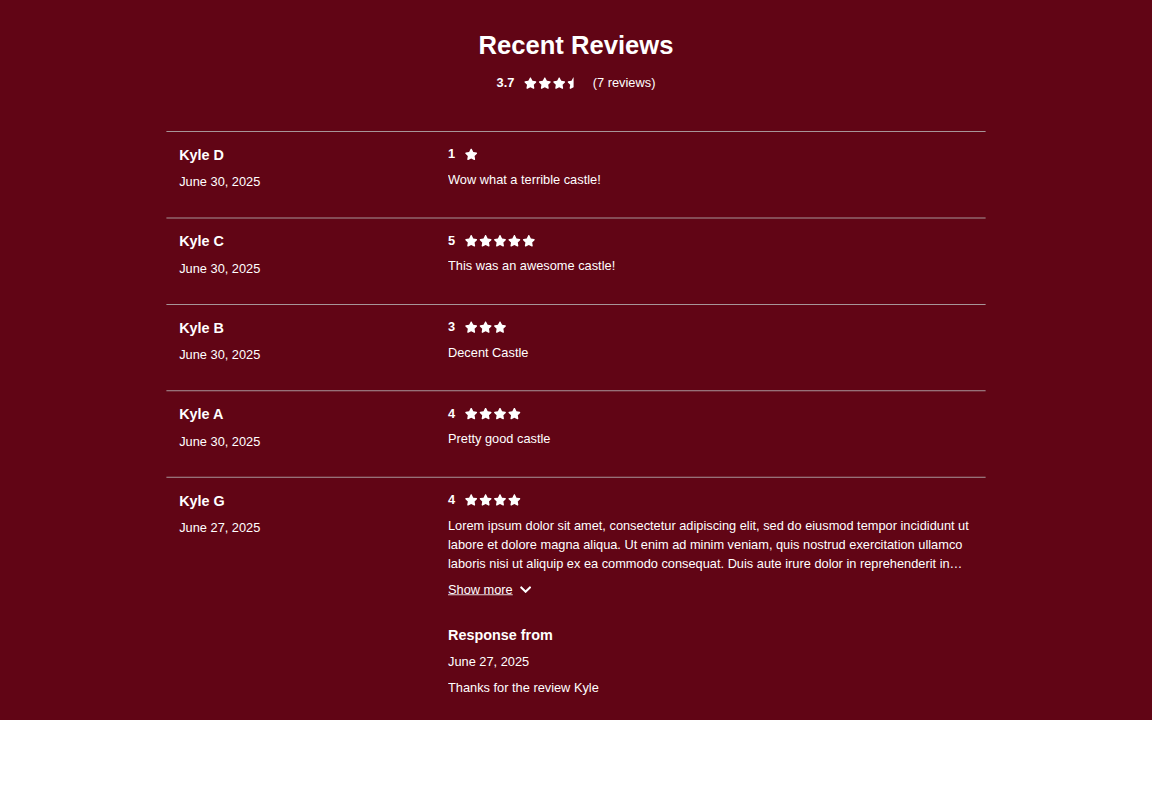 Recent Reviews
3.7 (7 reviews)
Kyle D
June 30, 2025
1
Wow what a terrible castle!
Kyle C
June 30, 2025
5
This was an awesome castle!
Kyle B
June 30, 2025
3
Decent Castle
Kyle A
June 30, 2025
4
Pretty good castle
Kyle G
June 27, 2025
4
Lorem ipsum dolor sit amet, consectetur adipiscing elit, sed do eiusmod tempor incididunt ut
labore et dolore magna aliqua. Ut enim ad minim veniam, quis nostrud exercitation ullamco
laboris nisi ut aliquip ex ea commodo consequat. Duis aute irure dolor in reprehenderit in…
Show more
Response from
June 27, 2025
Thanks for the review Kyle